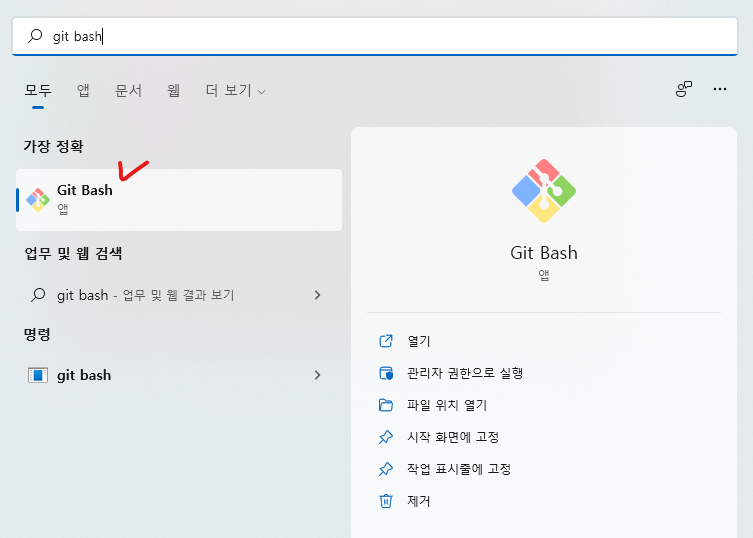 git bash
모두 앱 문서 웹 더 보기
가장 정확
Git Bash
앱
업무 및 웹 검색
git bash - 업무 및 웹 결과 보기
명령
git bash
Git Bash
앱
열기
관리자 권한으로 실행
파일 위치 열기
시작 화면에 고정
작업 표시줄에 고정
제거